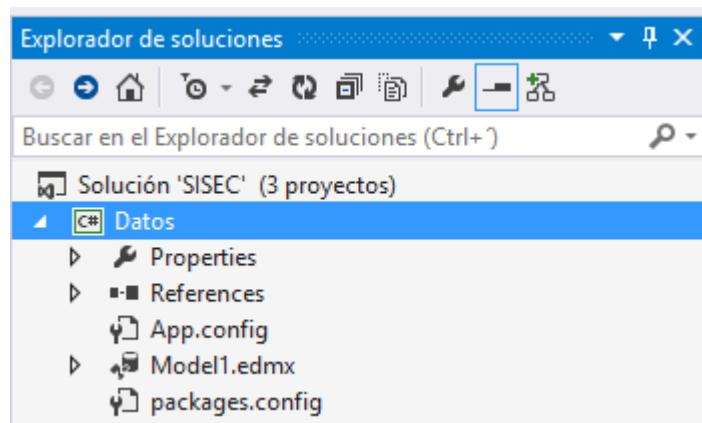 Explorador de soluciones
Buscar en el Explorador de soluciones (Ctrl+´)
Solución 'SISEC' (3 proyectos)
C# Datos
Properties
References
App.config
Model1.edmx
packages.config